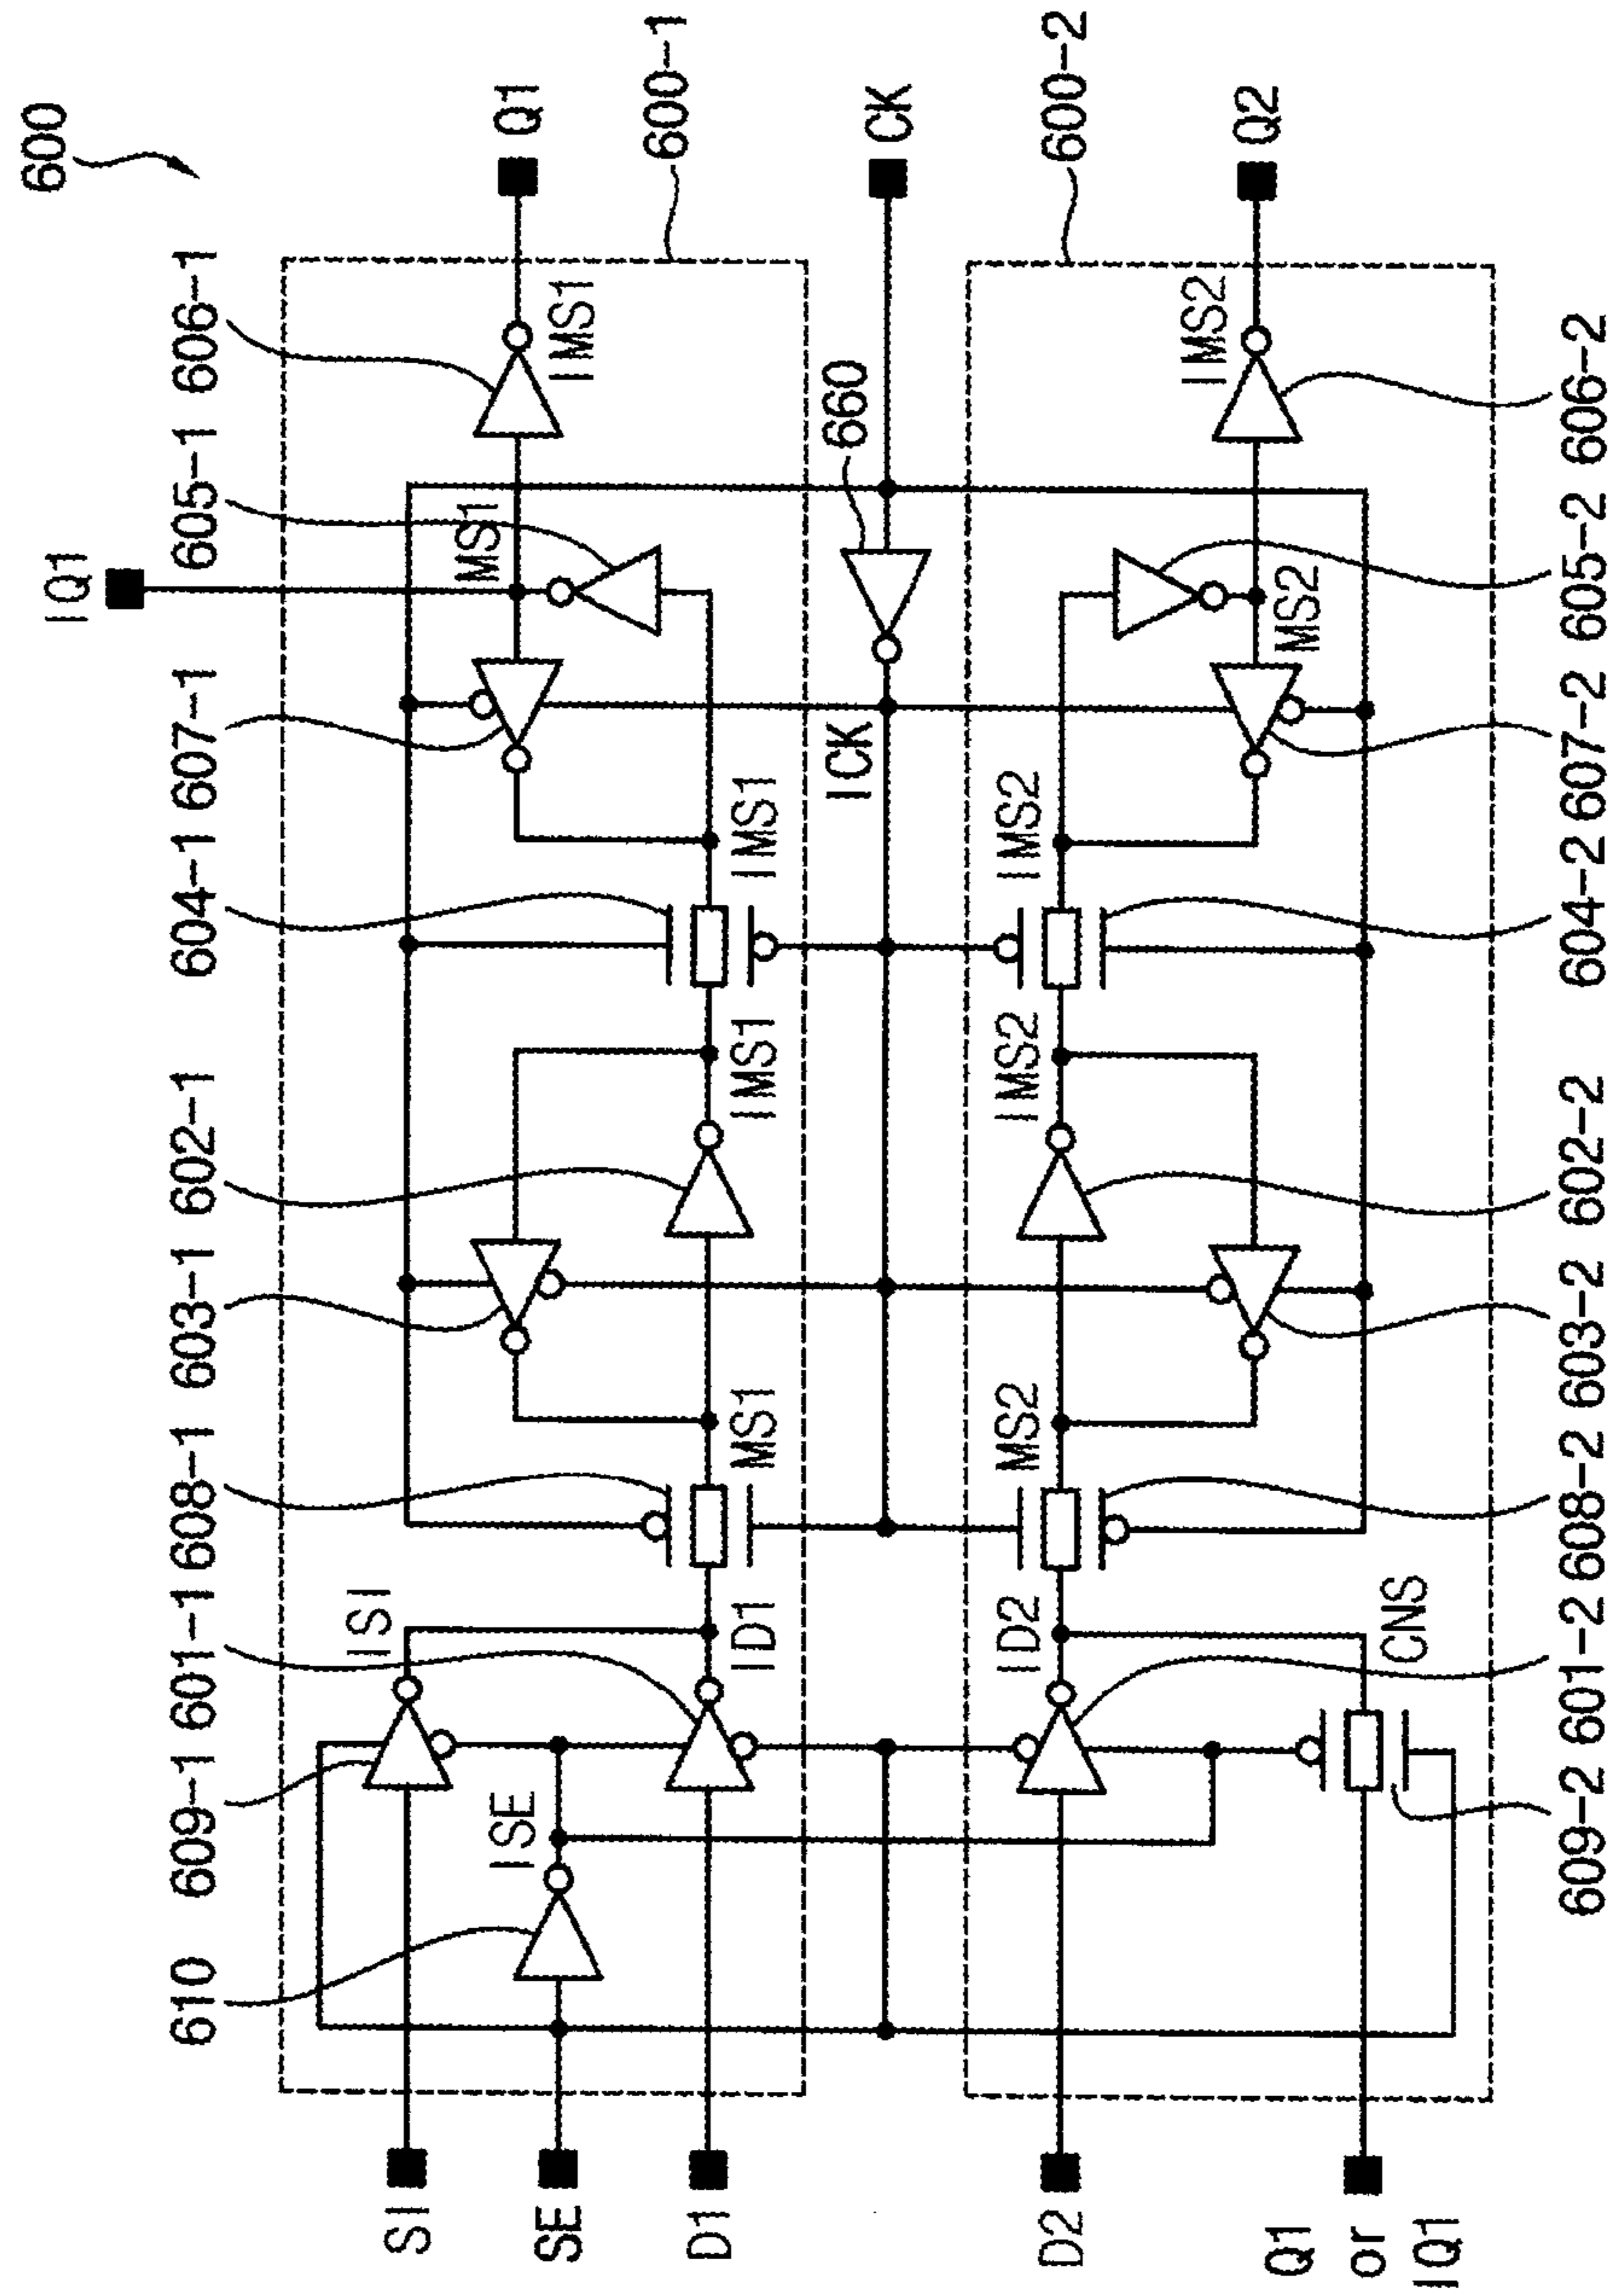 600
IQ1
610
609-1
601-1
608-1
603-1
602-1
604-1
607-1
605-1
606-1
SI
SE
D1
ISI
ISE
ID1
MS1
IMS1
IMS1
MS1
IMS1
Q1
600-1
ICK
660
CK
600-2
D2
Q1
or
IQ1
ID2
CNS
MS2
IMS2
IMS2
MS2
IMS2
Q2
609-2
601-2
608-2
603-2
602-2
604-2
607-2
605-2
606-2